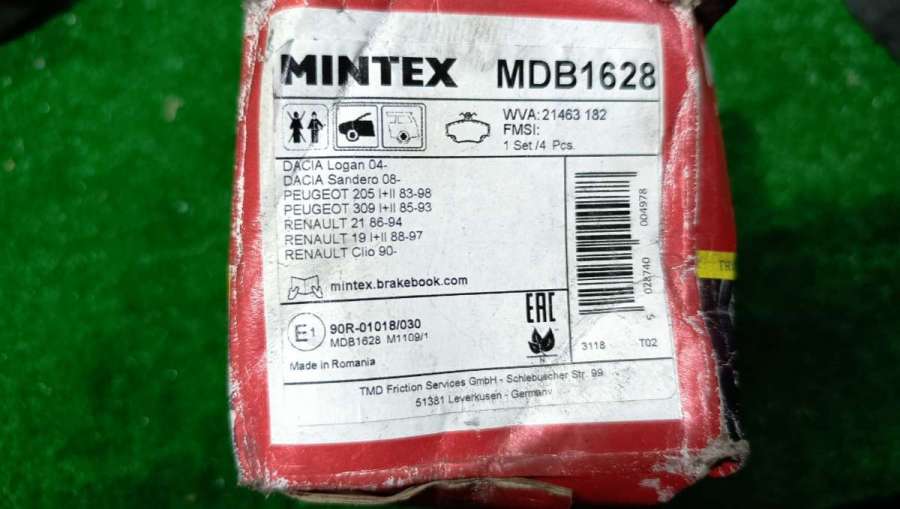 MINTEX MDB1628
WVA: 21463 182
FMSI:
1 Set /4 Pcs.
DACIA Logan 04-
DACIA Sandero 08-
PEUGEOT 205 I+II 83-98
PEUGEOT 309 I+II 85-93
RENAULT 21 86-94
RENAULT 19 I+II 88-97
RENAULT Clio 90-
mintex.brakebook.com
5 028740 004978
E1 90R-01018/030
MDB1628 M1109/1
EAC
N
Made in Romania
3118 T02
TMD Friction Services GmbH - Schlebuscher Str. 99
51381 Leverkusen - Germany